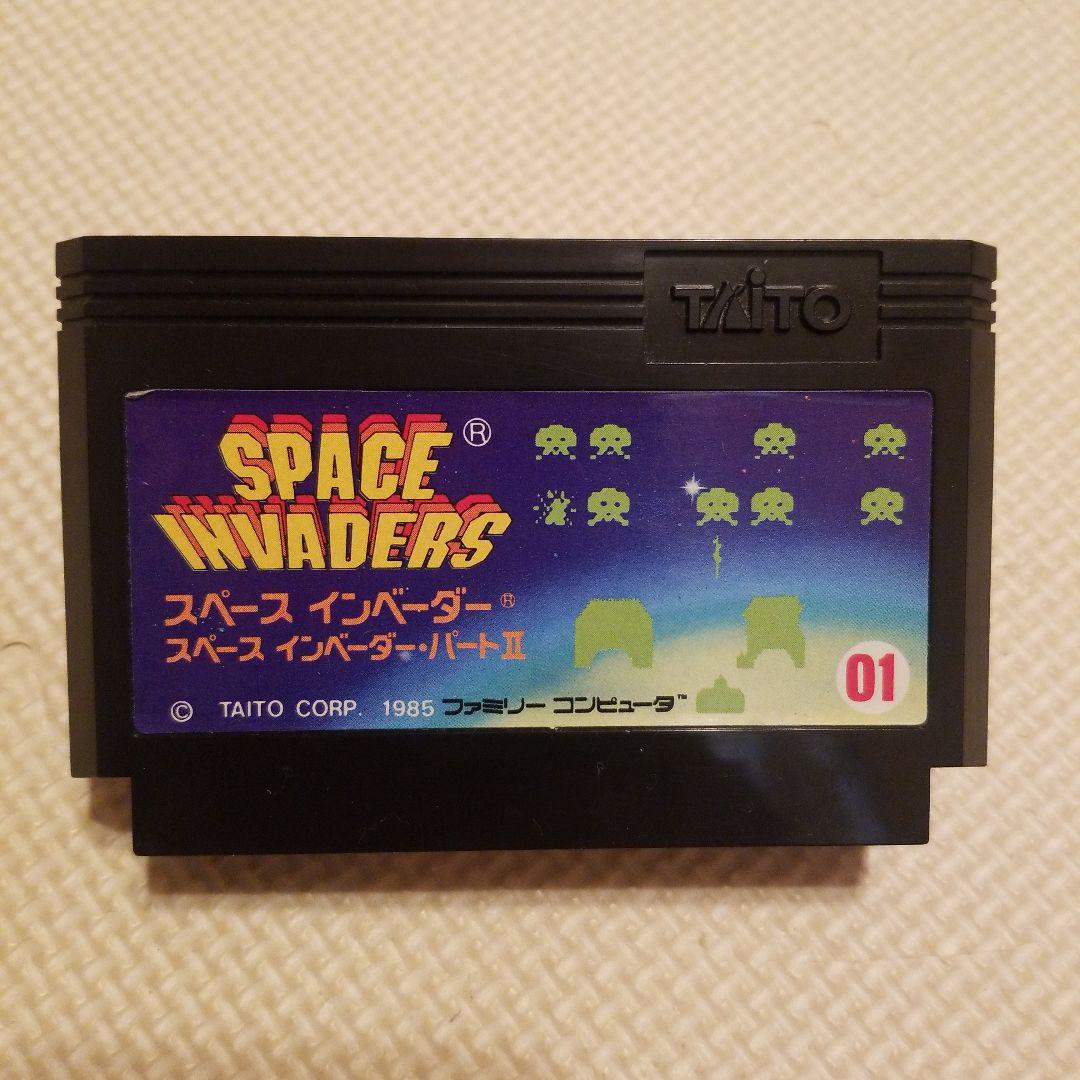 TAiTO
SPACE ®
INVADERS
スペース インベーダー®
スペース インベーダー・パートⅡ
01
© TAITO CORP. 1985 ファミリー コンピュータ™